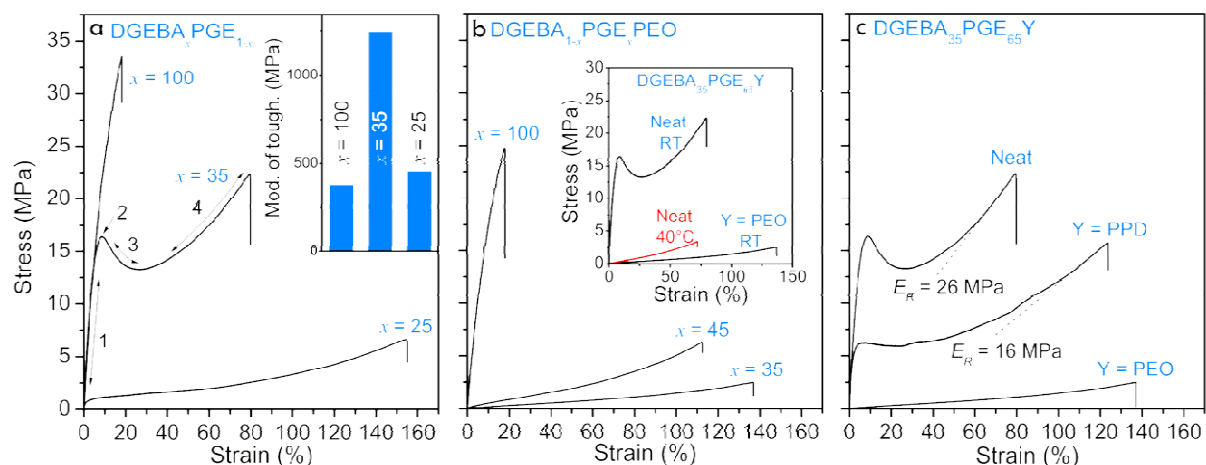 a DGEBAₓPGE₁₋ₓ
Stress (MPa)
35
30
25
20
15
10
5
0
x = 100
x = 35
x = 25
1
2
3
4
Mod. of tough. (MPa)
1000
500
0
x = 100
x = 35
x = 25
0 20 40 60 80 100 120 140 160
Strain (%)
b DGEBA₁₋ₓPGEₓPEO
x = 100
x = 45
x = 35
DGEBA₃₅PGE₆₅Y
Stress (MPa)
30
25
20
15
10
5
0
Neat
RT
Neat
40°C
Y = PEO
RT
0 50 100 150
Strain (%)
0 20 40 60 80 100 120 140 160
Strain (%)
c DGEBA₃₅PGE₆₅Y
Neat
Y = PPD
E_R = 26 MPa
E_R = 16 MPa
Y = PEO
0 20 40 60 80 100 120 140 160
Strain (%)